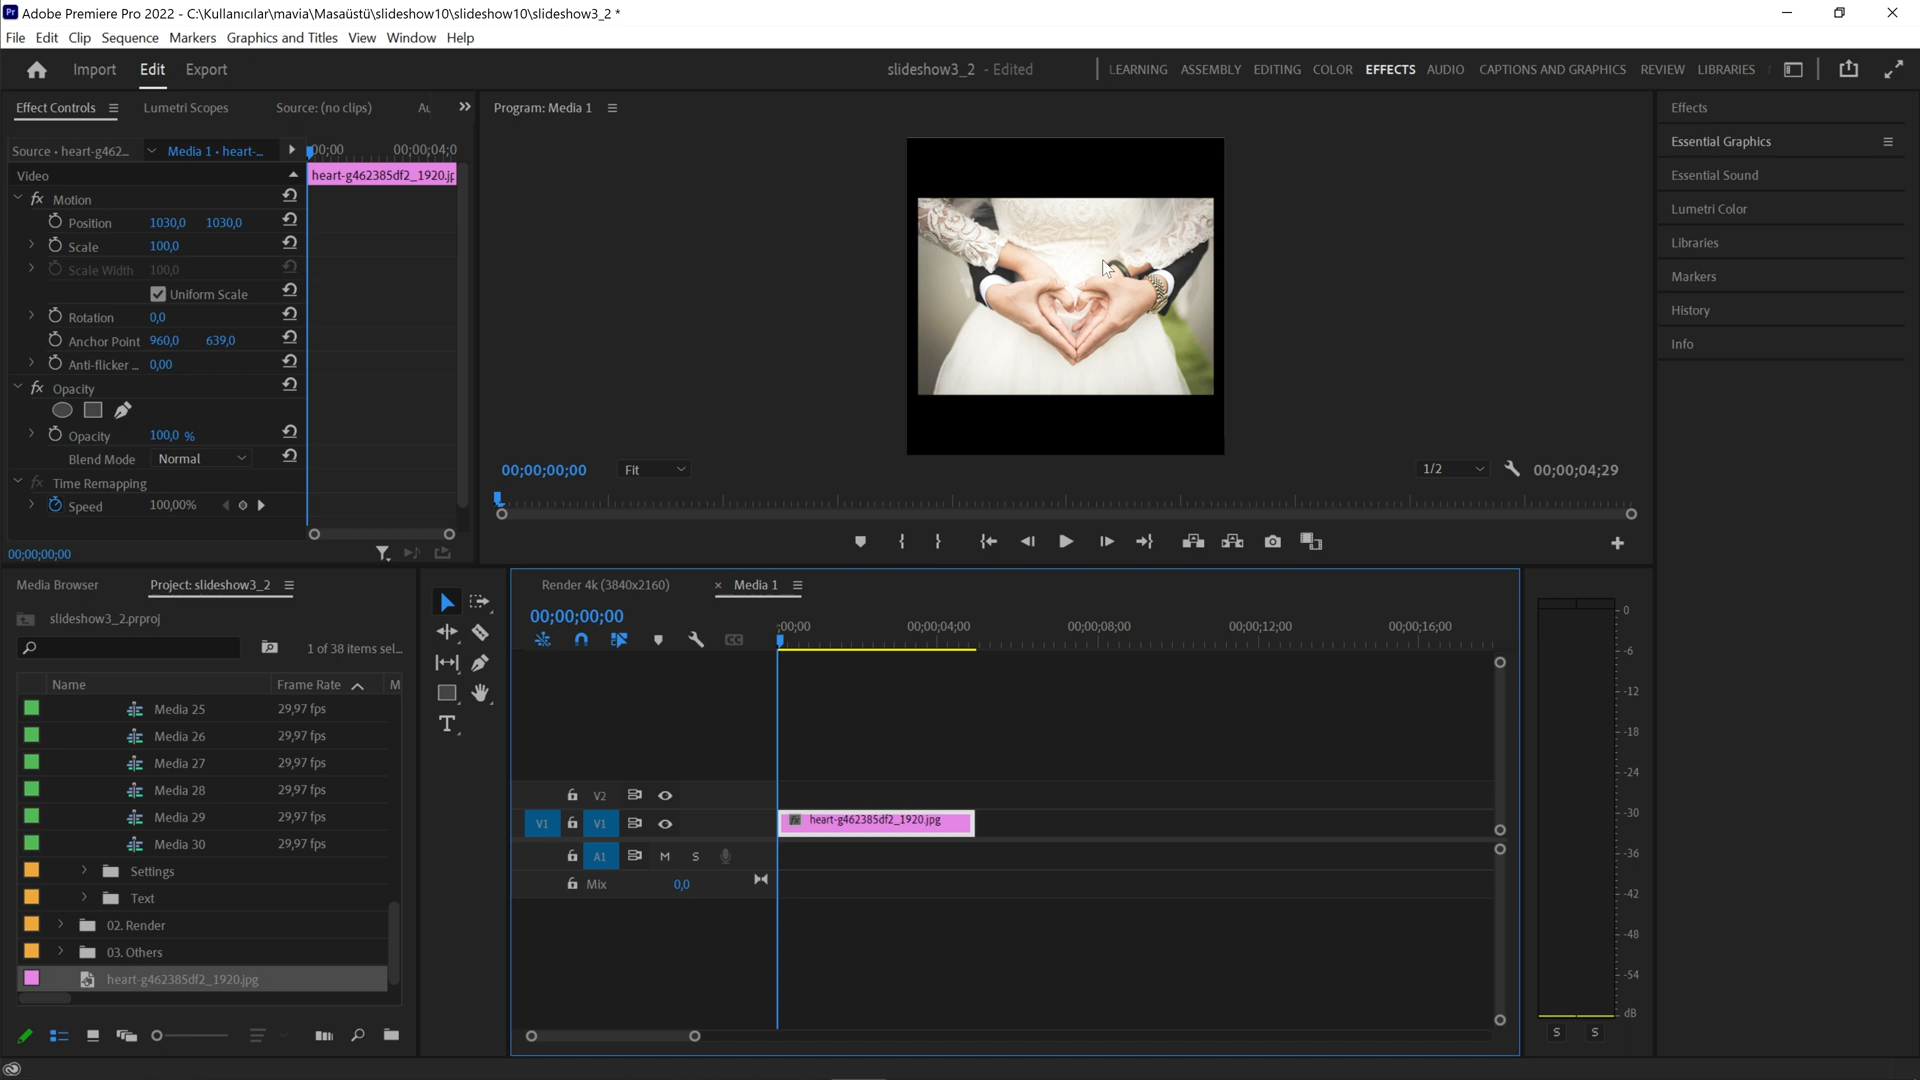 Adobe Premiere Pro 2022 - C:\Kullanıcılar\mavia\Masaüstü\slideshow10\slideshow10\slideshow3_2 *
File Edit Clip Sequence Markers Graphics and Titles View Window Help
Import Edit Export
slideshow3_2 - Edited
LEARNING ASSEMBLY EDITING COLOR EFFECTS AUDIO CAPTIONS AND GRAPHICS REVIEW LIBRARIES
Effect Controls Lumetri Scopes Source: (no clips)
Source • heart-g462... Media 1 • heart-...
00;00;04;0
Video
heart-g462385df2_1920.jp
fx Motion
Position 1030,0 1030,0
Scale 100,0
Scale Width 100,0
Uniform Scale
Rotation 0,0
Anchor Point 960,0 639,0
Anti-flicker ... 0,00
fx Opacity
Opacity 100,0 %
Blend Mode Normal
fx Time Remapping
Speed 100,00%
00;00;00;00
Program: Media 1
00;00;00;00 Fit 1/2 00;00;04;29
Effects
Essential Graphics
Essential Sound
Lumetri Color
Libraries
Markers
History
Info
Media Browser Project: slideshow3_2
slideshow3_2.prproj
1 of 38 items sel...
Name Frame Rate M
Media 25 29,97 fps
Media 26 29,97 fps
Media 27 29,97 fps
Media 28 29,97 fps
Media 29 29,97 fps
Media 30 29,97 fps
Settings
Text
02. Render
03. Others
heart-g462385df2_1920.jpg
Render 4k (3840x2160) × Media 1
00;00;00;00
;00;00 00;00;04;00 00;00;08;00 00;00;12;00 00;00;16;00
V2
V1 V1 fx heart-g462385df2_1920.jpg
A1 M S
Mix 0,0
0
-6
-12
-18
-24
-30
-36
-42
-48
-54
dB
S S